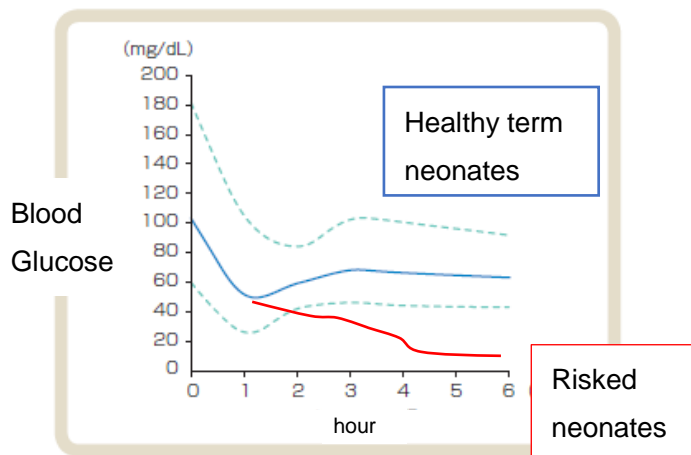 (mg/dL)
200
180
160
140
120
100
80
60
40
20
0
Blood
Glucose
Healthy term
neonates
0 1 2 3 4 5 6
hour
Risked
neonates